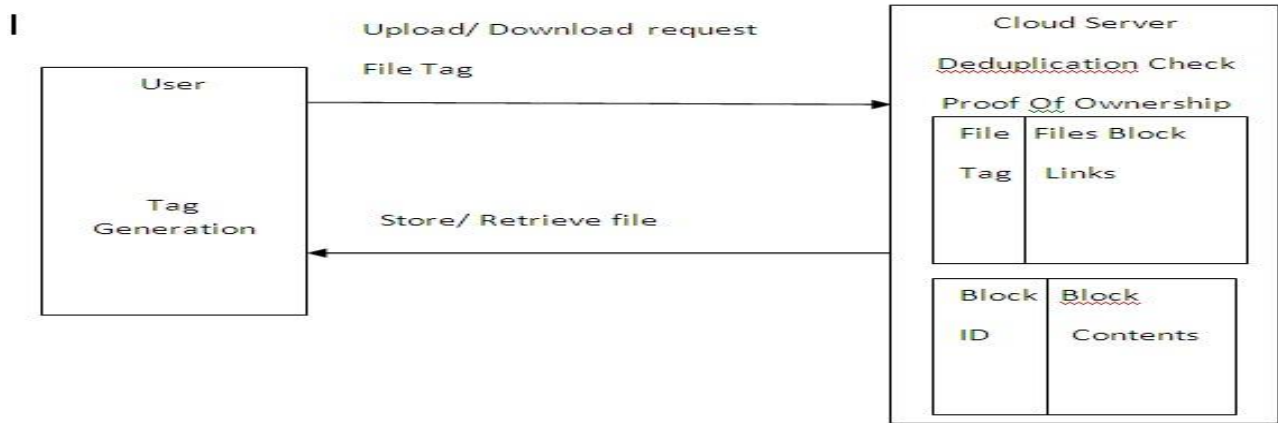 I
Upload/ Download request
File Tag
User
Tag
Generation
Store/ Retrieve file
Cloud Server
Deduplication Check
Proof Of Ownership
File Files Block
Tag Links
Block Block
ID Contents